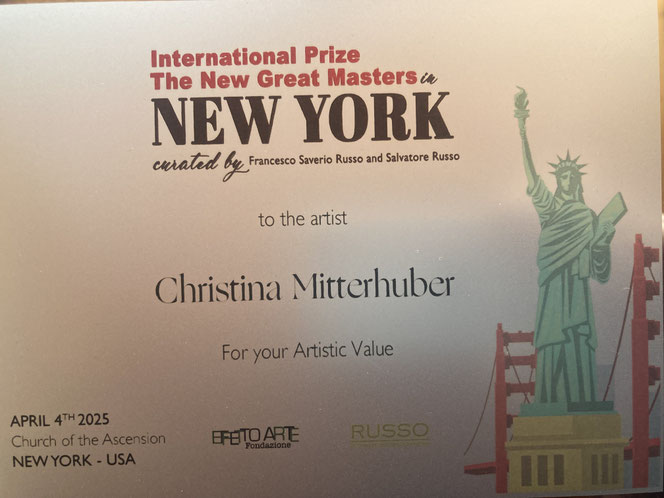 International Prize
The New Great Masters in
NEW YORK
curated by Francesco Saverio Russo and Salvatore Russo
to the artist
Christina Mitterhuber
For your Artistic Value
APRIL 4TH 2025
Church of the Ascension
NEW YORK - USA
EFFETTO ARTE
Fondazione
RUSSO